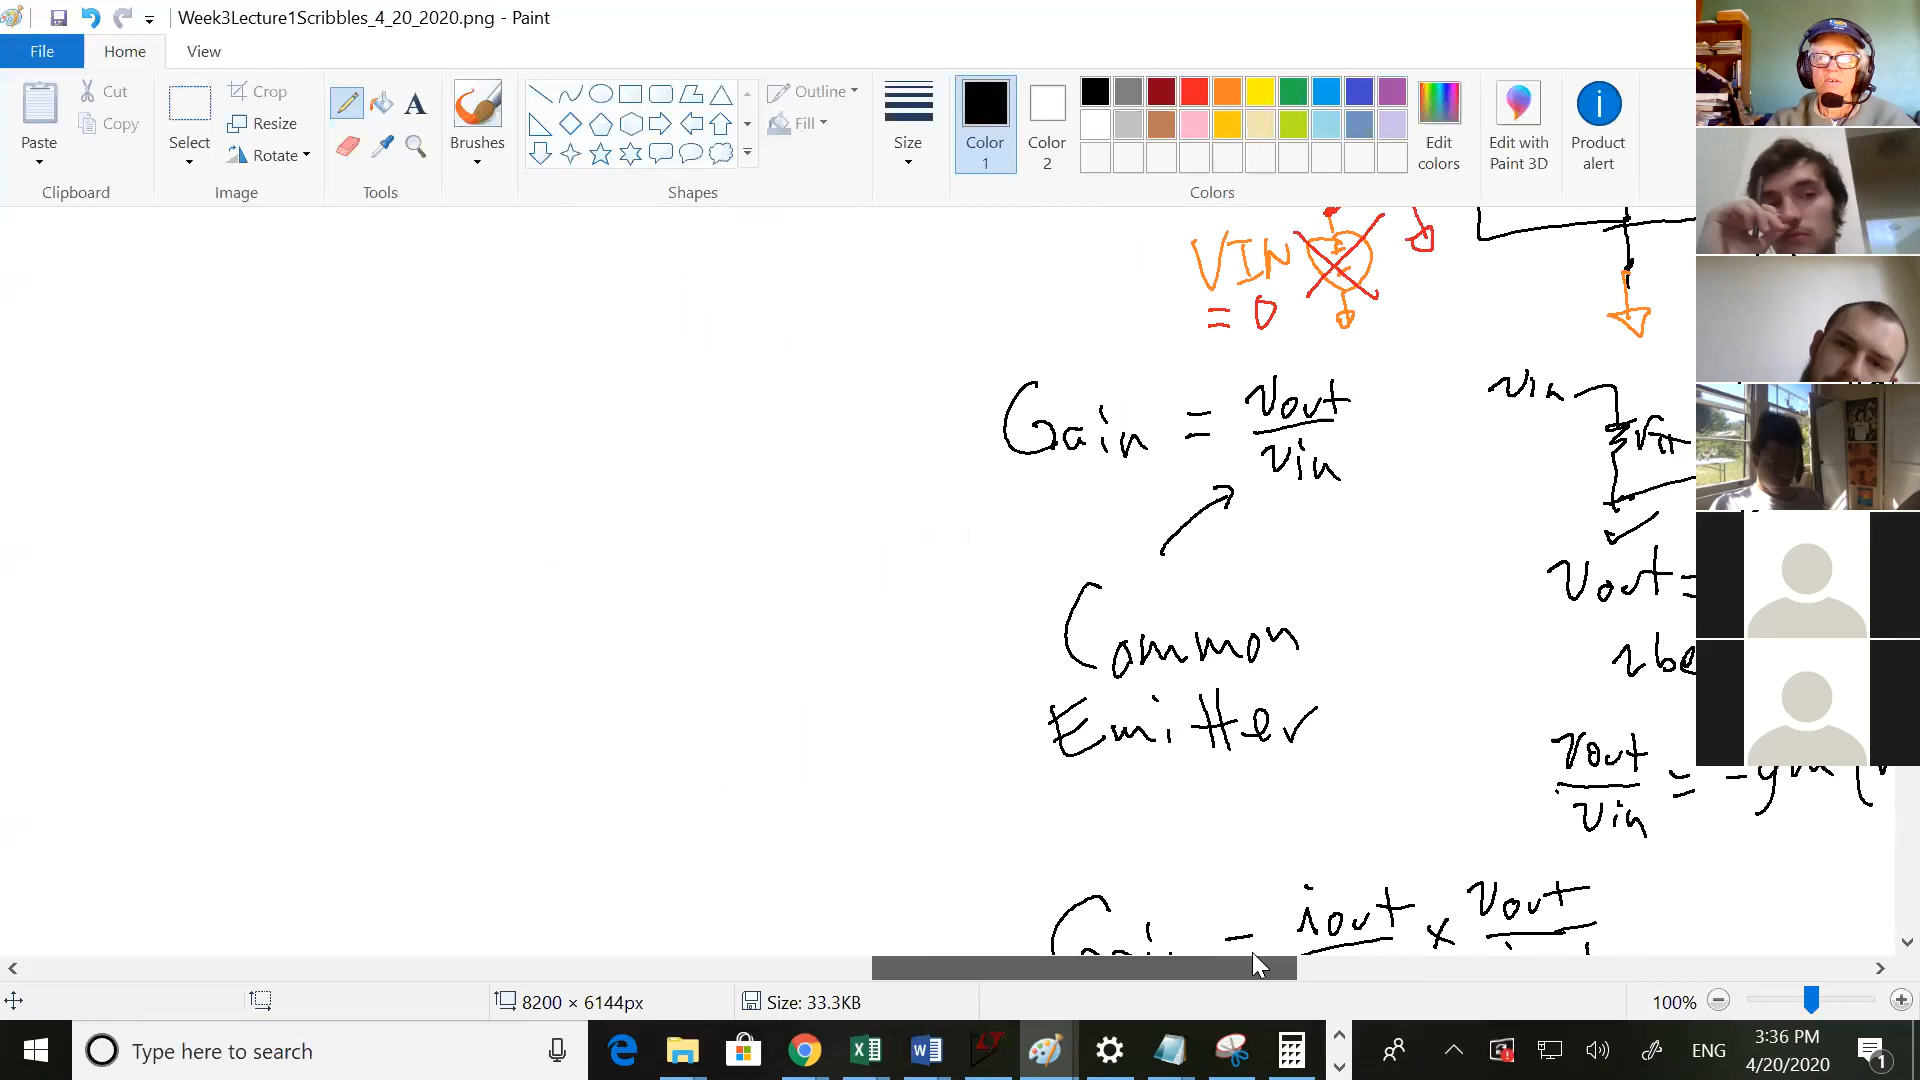 Week3Lecture1Scribbles_4_20_2020.png - Paint
File
Home
View
Paste
Cut
Copy
Clipboard
Select
Crop
Resize
Rotate
Image
A
Tools
Brushes
Outline
Fill
Shapes
Size
Color
1
Color
2
Edit
colors
Colors
Edit with
Paint 3D
Product
alert
VIN
= 0
Gain = vout
vin
Common
Emitter
vin
rπ
vout =
vbe
vout
vin
= -gm (
Gain = iout × vout
8200 × 6144px
Size: 33.3KB
100%
Type here to search
ENG
3:36 PM
4/20/2020
1